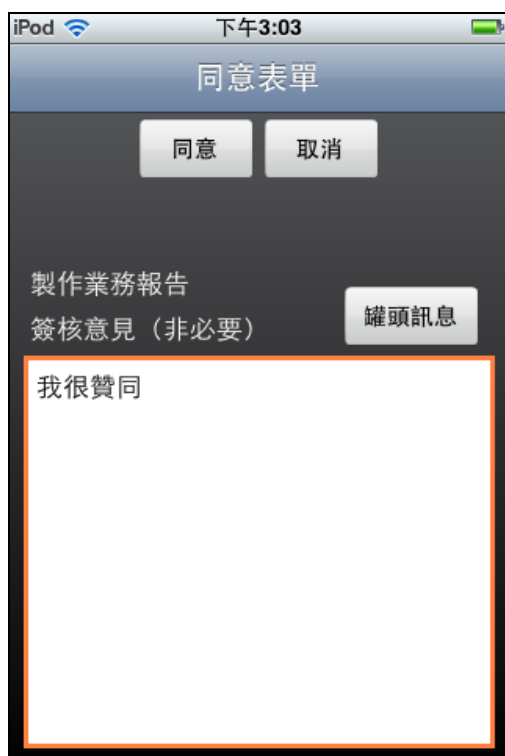 iPod 下午3:03
同意表單
同意 取消
製作業務報告
簽核意見（非必要） 罐頭訊息
我很贊同